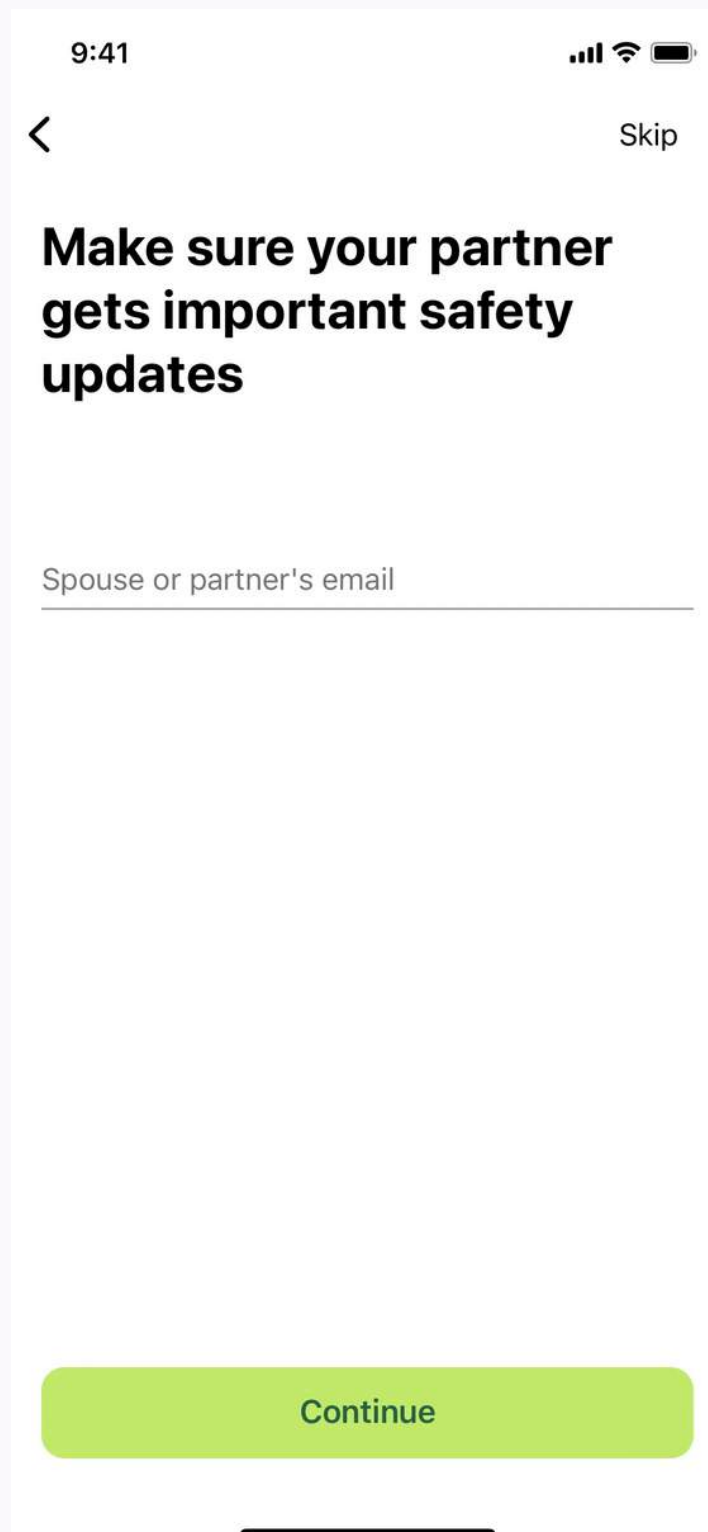 9:41
Skip
Make sure your partner
gets important safety
updates
Spouse or partner's email
Continue